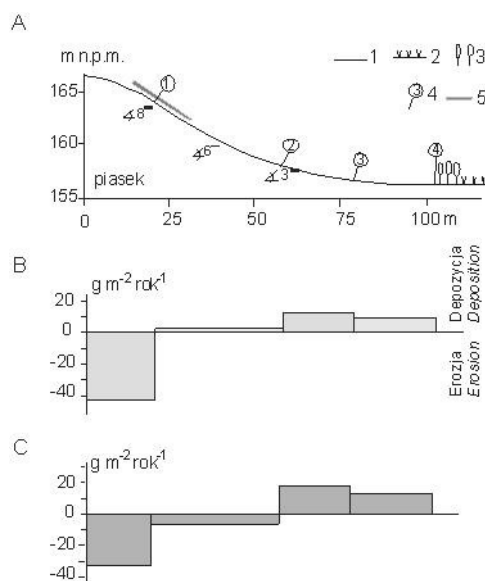 A
m n.p.m.
1 2 3
3 4 5
165
160
155
1
8
6
2
3
3
4
piasek
0 25 50 75 100 m
B
g m-2 rok-1
20
0
-20
-40
Depozycja
Deposition
Erozja
Erosion
C
g m-2 rok-1
20
0
-20
-40